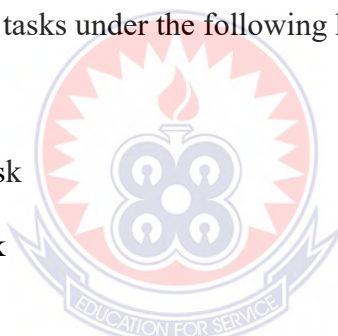 tasks under the following
sk
k
EDUCATION FOR SERVICE